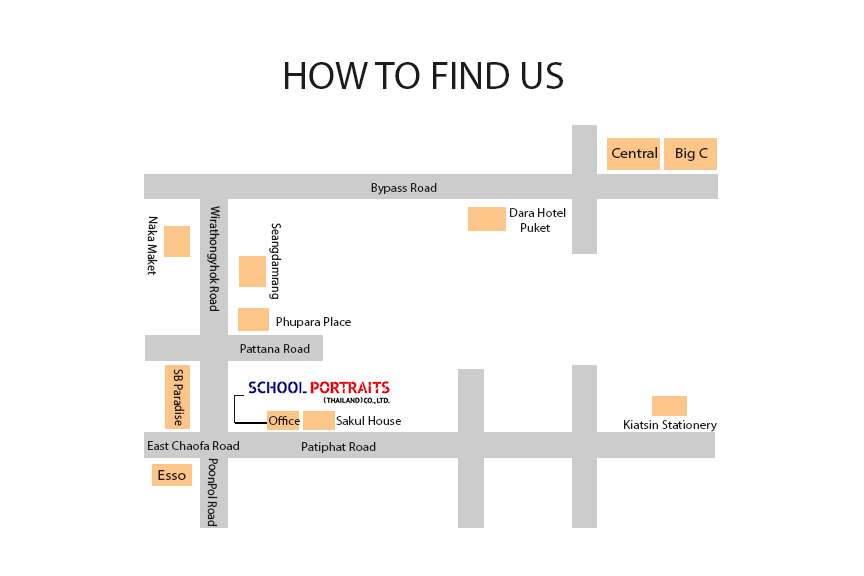 HOW TO FIND US
Central
Big C
Bypass Road
Dara Hotel
Puket
Naka Maket
Wirathongyhok Road
Seangdamrang
Phupara Place
Pattana Road
SB Paradise
SCHOOL PORTRAITS
(THAILAND) CO.,LTD.
Office
Sakul House
Kiatsin Stationery
East Chaofa Road
Patiphat Road
Esso
PoonPol Road